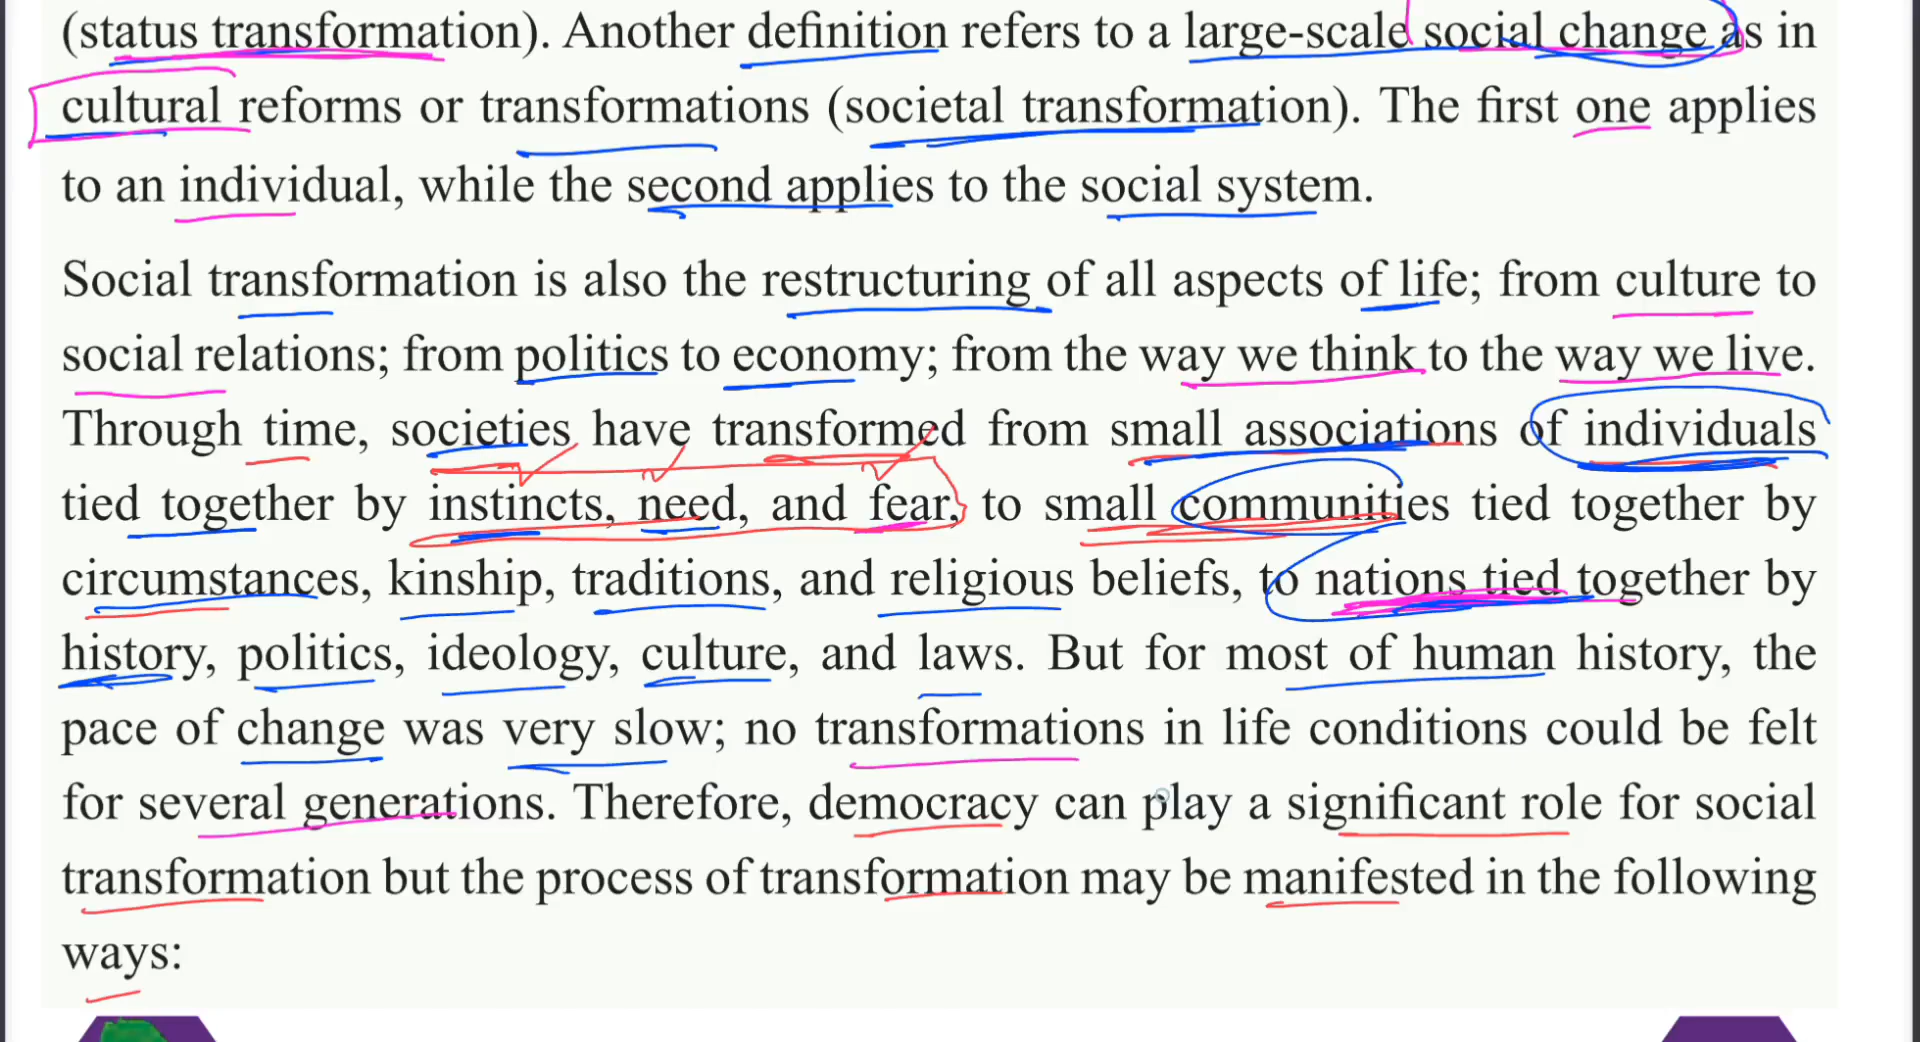 (status transformation). Another definition refers to a large-scale social change as in
cultural reforms or transformations (societal transformation). The first one applies
to an individual, while the second applies to the social system.
Social transformation is also the restructuring of all aspects of life; from culture to
social relations; from politics to economy; from the way we think to the way we live.
Through time, societies have transformed from small associations of individuals
tied together by instincts, need, and fear, to small communities tied together by
circumstances, kinship, traditions, and religious beliefs, to nations tied together by
history, politics, ideology, culture, and laws. But for most of human history, the
pace of change was very slow; no transformations in life conditions could be felt
for several generations. Therefore, democracy can play a significant role for social
transformation but the process of transformation may be manifested in the following
ways: